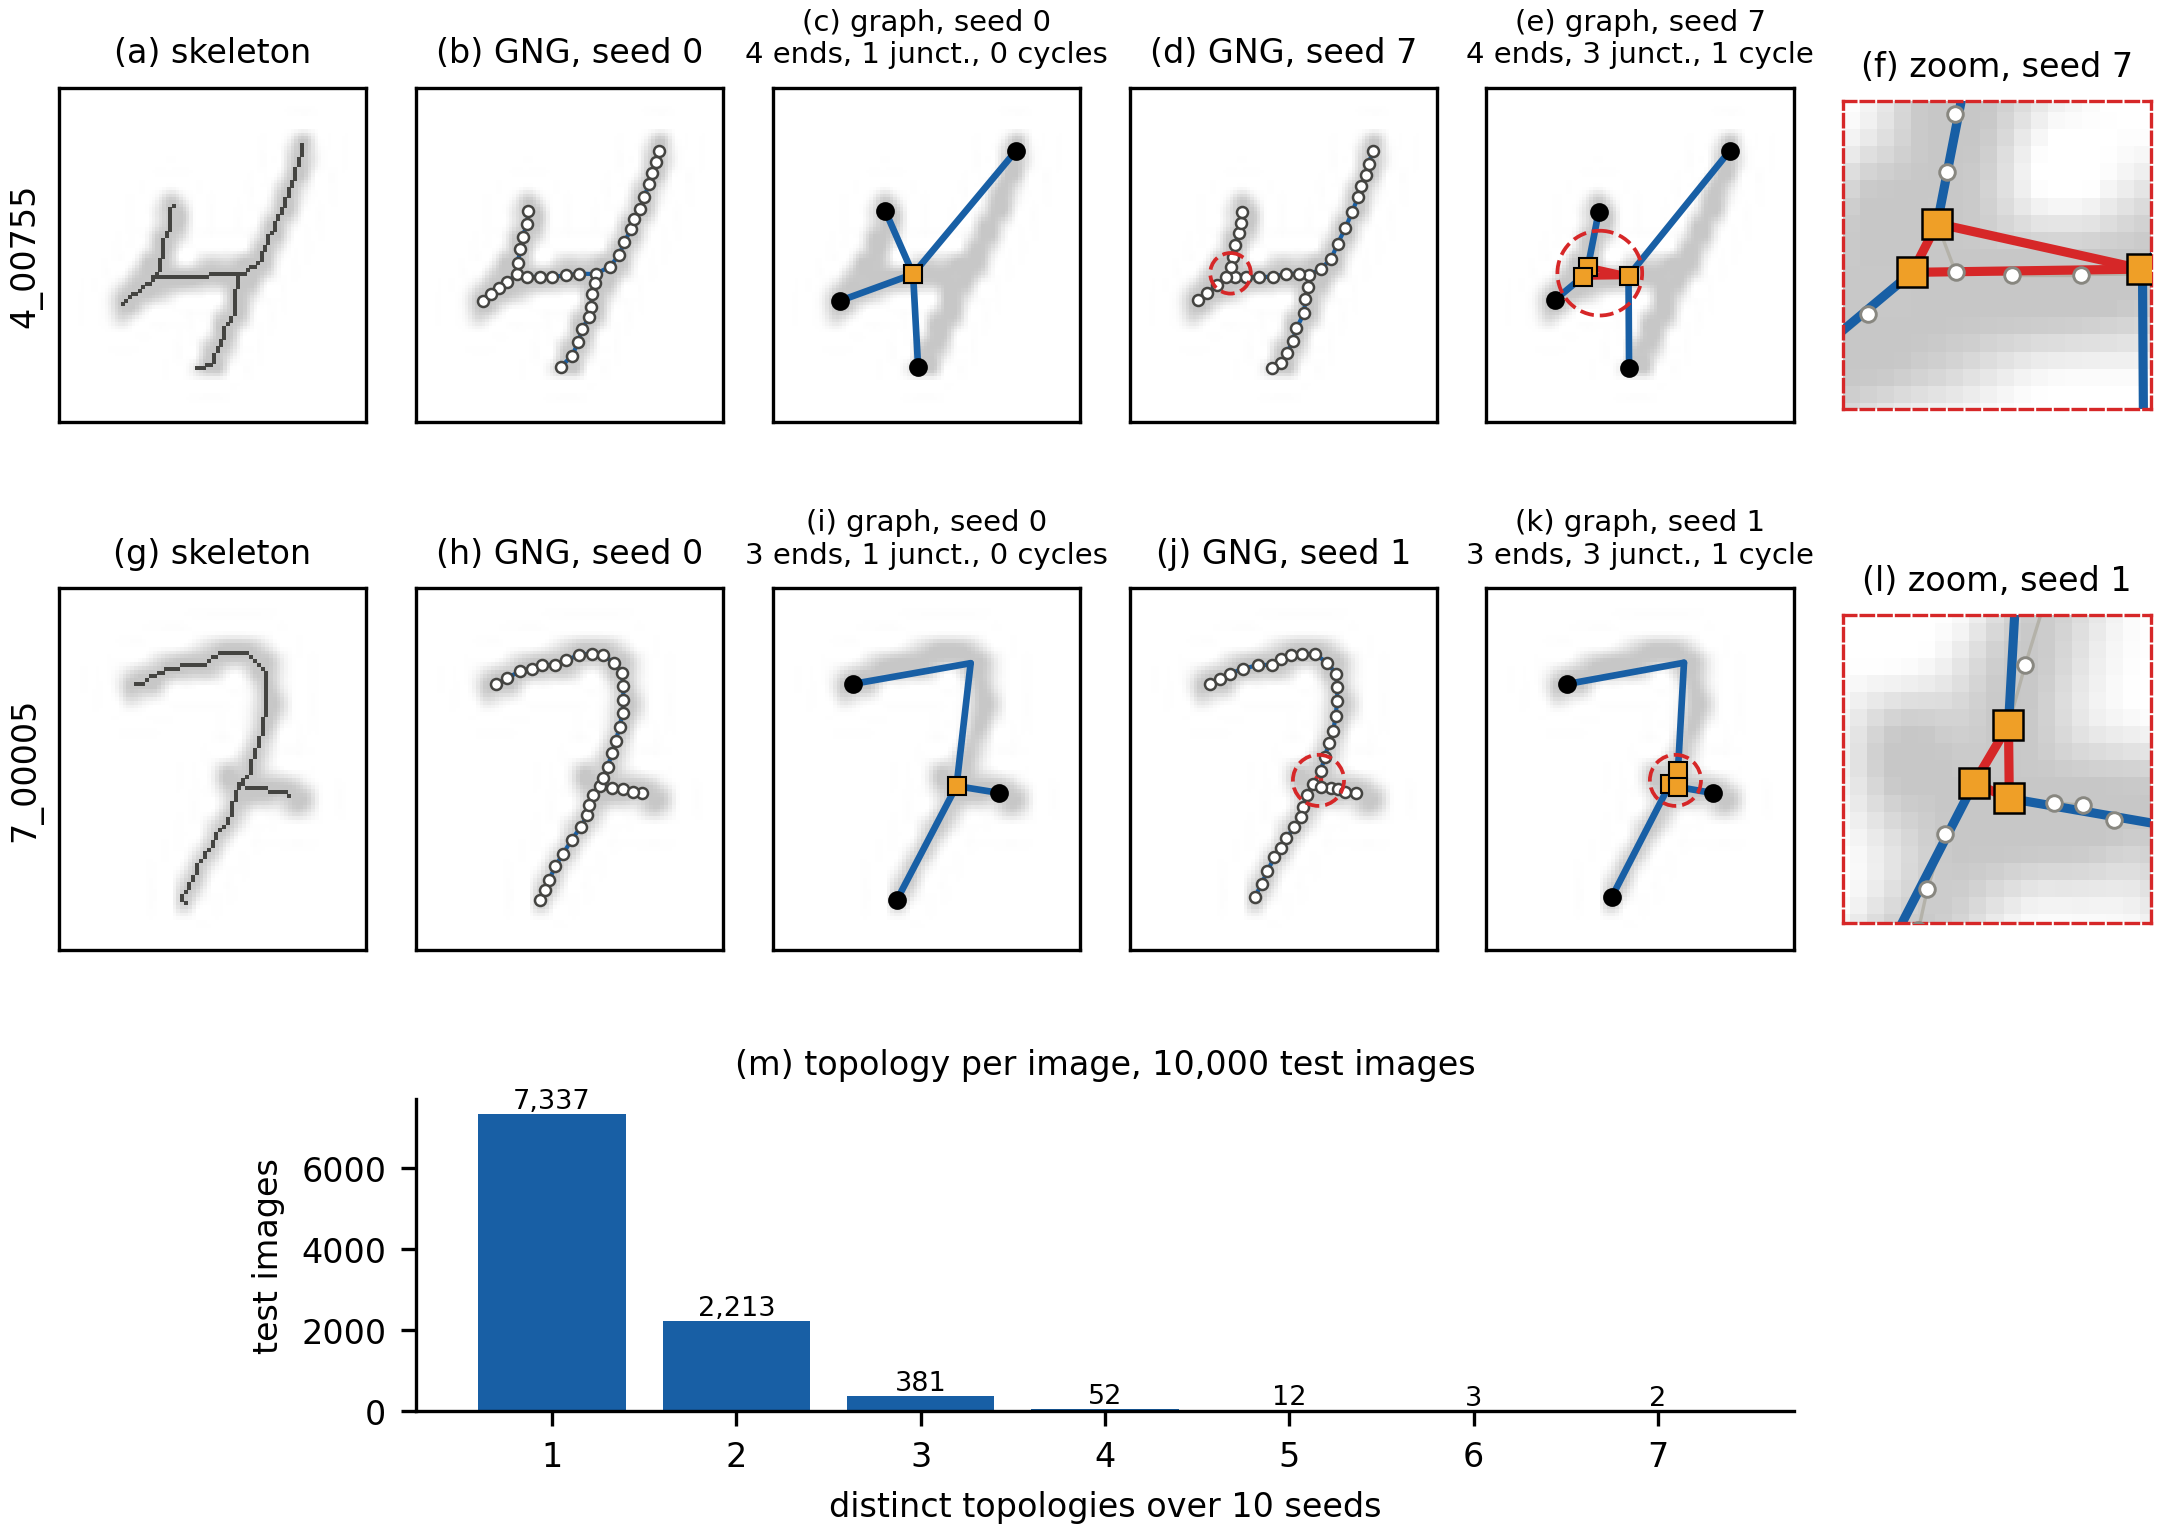 (a) skeleton
(b) GNG, seed 0
(c) graph, seed 0
4 ends, 1 junct., 0 cycles
(d) GNG, seed 7
(e) graph, seed 7
4 ends, 3 junct., 1 cycle
(f) zoom, seed 7
4_00755
(g) skeleton
(h) GNG, seed 0
(i) graph, seed 0
3 ends, 1 junct., 0 cycles
(j) GNG, seed 1
(k) graph, seed 1
3 ends, 3 junct., 1 cycle
(l) zoom, seed 1
7_00005
(m) topology per image, 10,000 test images
test images
6000
4000
2000
0
7,337
2,213
381
52
12
3
2
1 2 3 4 5 6 7
distinct topologies over 10 seeds